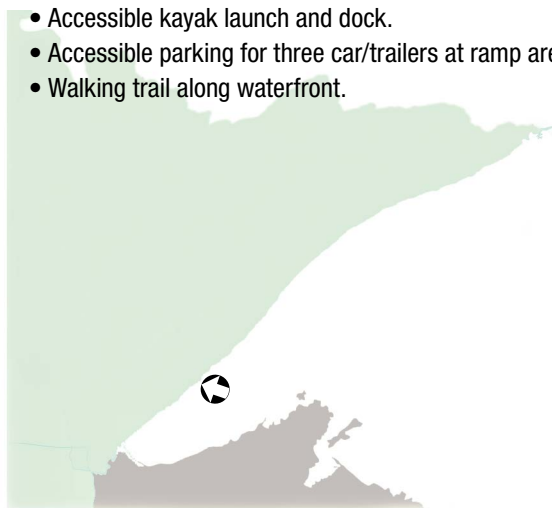 • Accessible kayak launch and dock.
• Accessible parking for three car/trailers at ramp are
• Walking trail along waterfront.